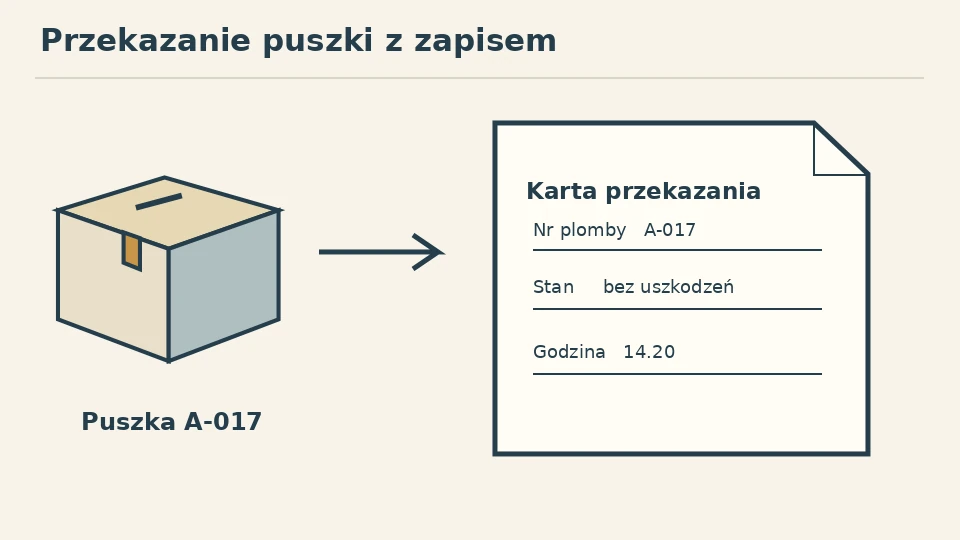 Przekazanie puszki z zapisem
Karta przekazania
Nr plomby A-017
Stan bez uszkodzeń
Godzina 14.20
Puszka A-017